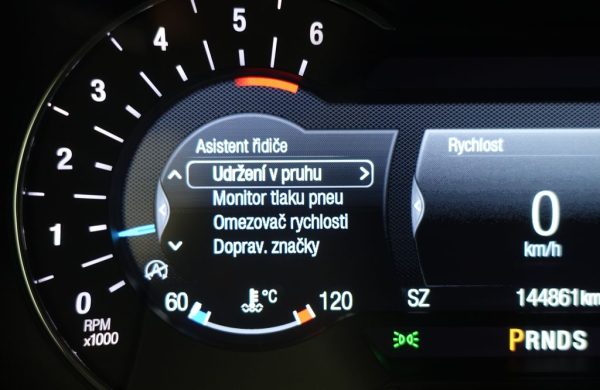 6
5
4
3
2
1
0
RPM
x1000
Asistent řidiče
Udržení v pruhu >
Monitor tlaku pneu
Omezovač rychlosti
Doprav. značky
A
60 °C 120
Rychlost
0
km/h
SZ 144861km
PRNDS